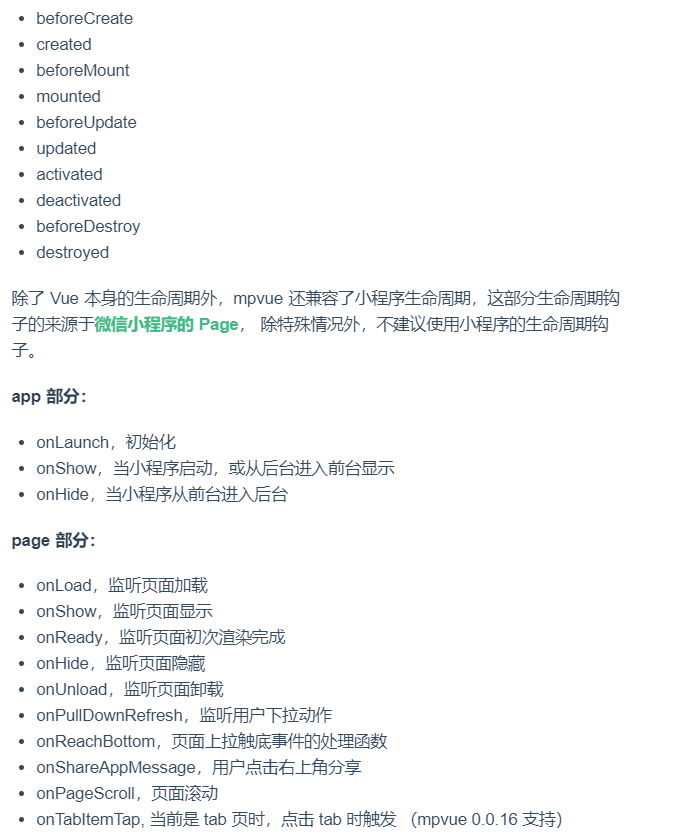 beforeCreate
created
beforeMount
mounted
beforeUpdate
updated
activated
deactivated
beforeDestroy
destroyed
除了 Vue 本身的生命周期外，mpvue 还兼容了小程序生命周期，这部分生命周期钩
子的来源于微信小程序的 Page， 除特殊情况外，不建议使用小程序的生命周期钩
子。
app 部分：
onLaunch，初始化
onShow，当小程序启动，或从后台进入前台显示
onHide，当小程序从前台进入后台
page 部分：
onLoad，监听页面加载
onShow，监听页面显示
onReady，监听页面初次渲染完成
onHide，监听页面隐藏
onUnload，监听页面卸载
onPullDownRefresh，监听用户下拉动作
onReachBottom，页面上拉触底事件的处理函数
onShareAppMessage，用户点击右上角分享
onPageScroll，页面滚动
onTabItemTap, 当前是 tab 页时，点击 tab 时触发 （mpvue 0.0.16 支持）